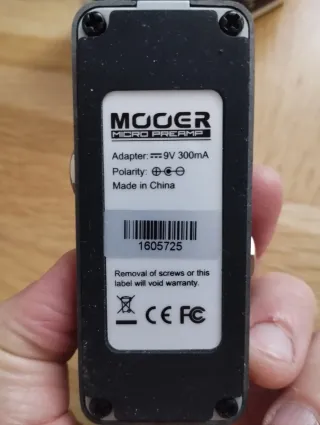 MOOER
MICRO PREAMP
Adapter: ⎓ 9V 300mA
Polarity: ⊕
Made in China
1605725
Removal of screws or this
label will void warranty.
CE FC